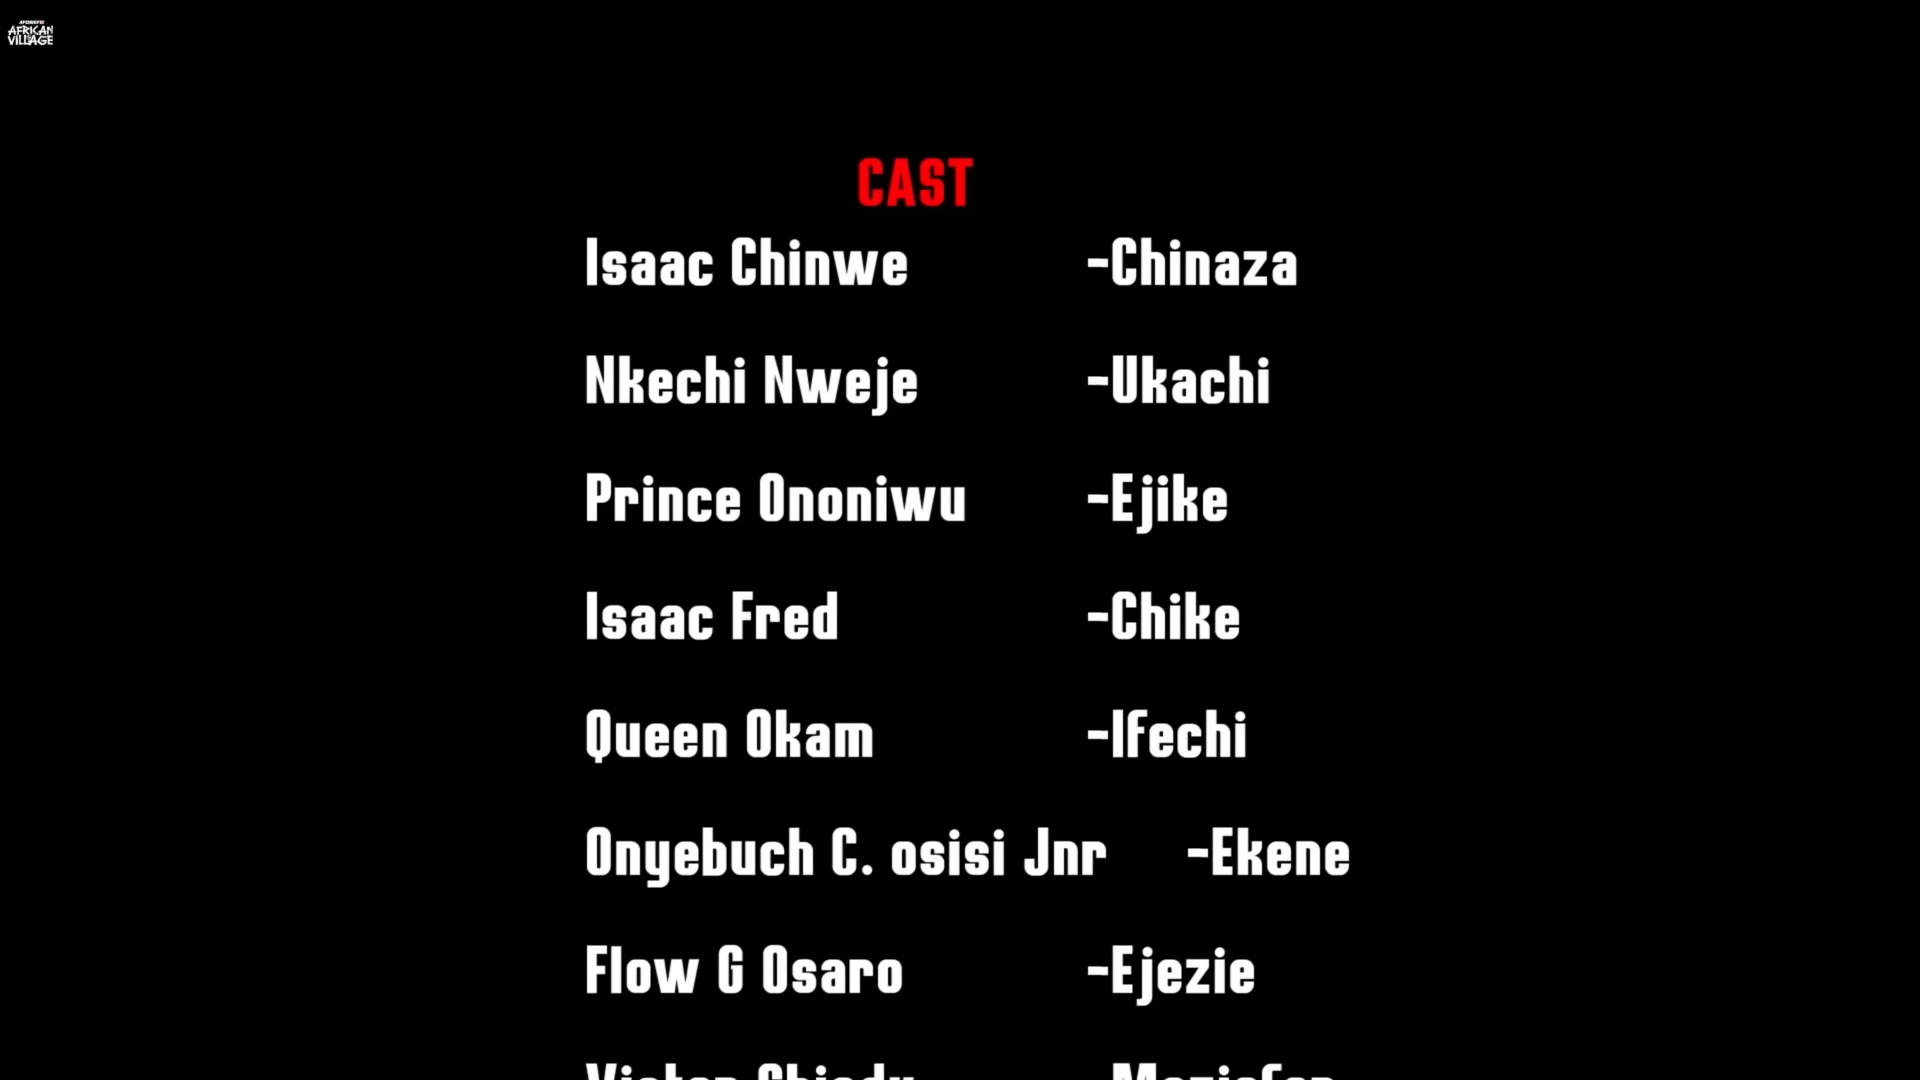 AFRICAN
VILLAGE
CAST
Isaac Chinwe -Chinaza
Nkechi Nweje -Ukachi
Prince Ononiwu -Ejike
Isaac Fred -Chike
Queen Okam -Ifechi
Onyebuch C. osisi Jnr -Ekene
Flow G Osaro -Ejezie